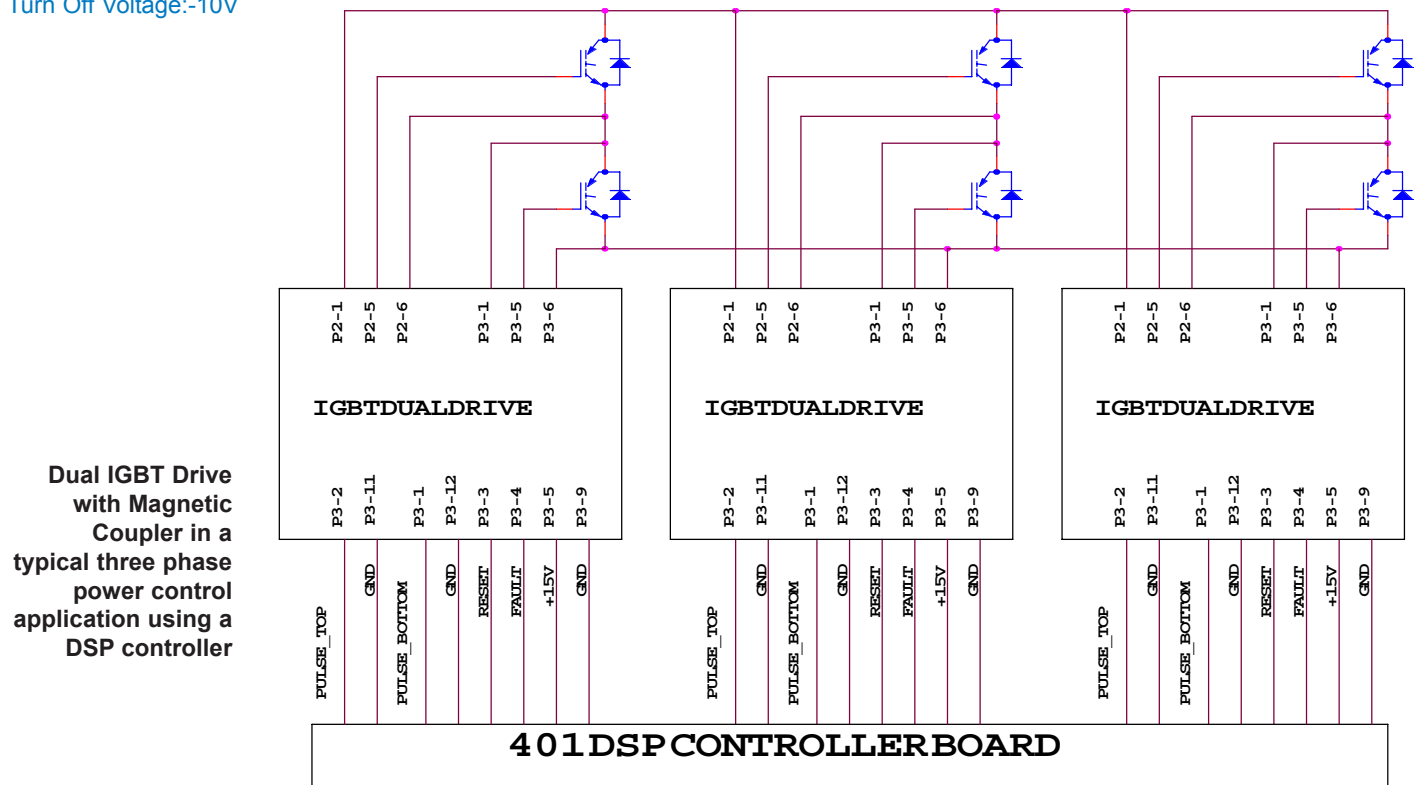 Turn Off Voltage:-10V
P2-1 P2-5 P2-6 P3-1 P3-5 P3-6
P2-1 P2-5 P2-6 P3-1 P3-5 P3-6
P2-1 P2-5 P2-6 P3-1 P3-5 P3-6
IGBTDUALDRIVE
IGBTDUALDRIVE
IGBTDUALDRIVE
Dual IGBT Drive
with Magnetic
Coupler in a
typical three phase
power control
application using a
DSP controller
P3-2 P3-11 P3-1 P3-12 P3-3 P3-4 P3-5 P3-9
P3-2 P3-11 P3-1 P3-12 P3-3 P3-4 P3-5 P3-9
P3-2 P3-11 P3-1 P3-12 P3-3 P3-4 P3-5 P3-9
PULSE_TOP GND PULSE_BOTTOM GND RESET FAULT +15V GND
PULSE_TOP GND PULSE_BOTTOM GND RESET FAULT +15V GND
PULSE_TOP GND PULSE_BOTTOM GND RESET FAULT +15V GND
401DSPCONTROLLERBOARD